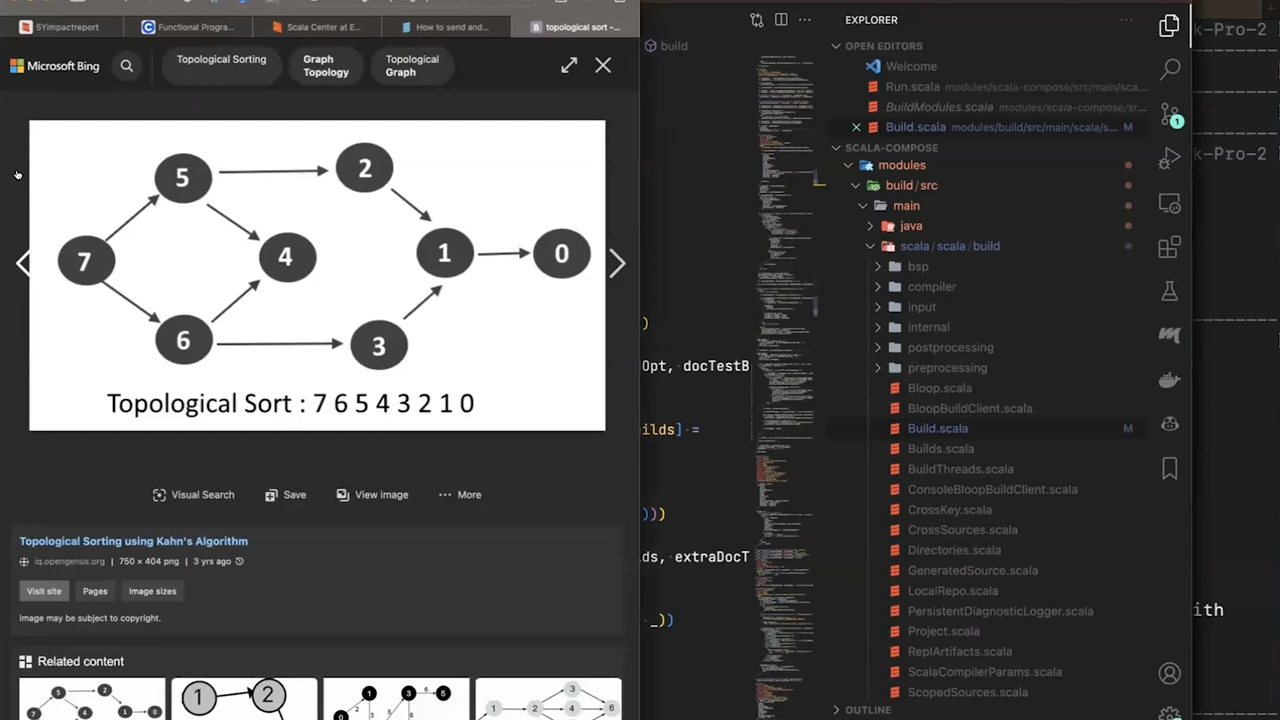 5Yimpactreport
Functional Progra...
Scala Center at E...
How to send and...
topological sort -...
Microsoft Bing
Topological Sorting
Graph Topology
Topological Graph
5
2
7
4
1
0
6
3
Topological Sort : 7 6 5 4 3 2 1 0
Visual Search
Save
View image
More
Topological Sorting using Kahn's Algorithm
iq.opengenus.org | 750 × 404 png | 3 yrs ago
Visit site
Pages
Image sizes
Image may be subject to copyright.
Related content
build
)
Opt, docTestB
ilds] =
)))
ds, extraDocT
_))
EXPLORER
OPEN EDITORS
Welcome
Run.scala modules/scala-compose/src/main/sca...
BuildModules.scala modules/scala-compose/sr...
Build.scala modules/build/src/main/scala/s... M
SCALA-COMPOSE
modules
build/src
main
java
scala/scala/build
bsp
compiler
input
internal
postprocessing
preprocessing
Bloop.scala
Build.scala M
Builds.scala
BuildThreads.scala
ConsoleBloopBuildClient.scala
CrossKey.scala
CrossSources.scala
Directories.scala
GeneratedSource.scala
LocalRepo.scala
PersistentDiagnosticLogger.scala
Project.scala
ReplArtifacts.scala
ScalaCompilerParams.scala
ScopedSources.scala
OUTLINE
1
k-Pro-2
k-Pro-2
ith